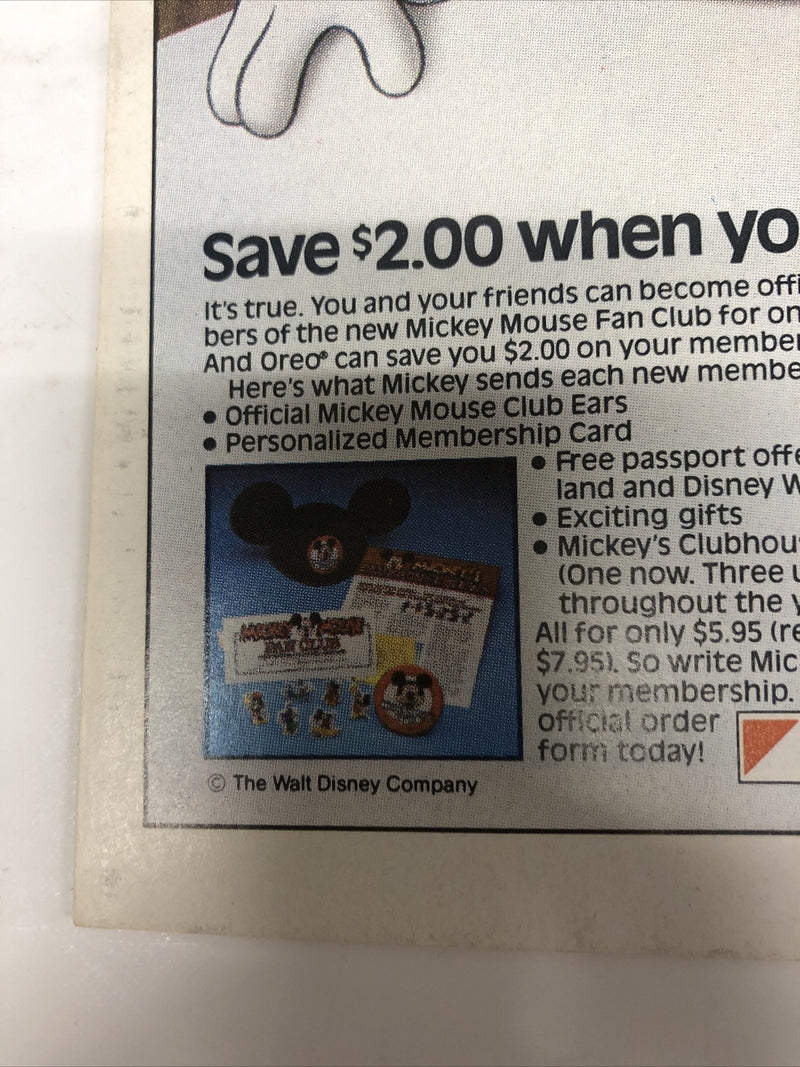 Save $2.00 when yo
It's true. You and your friends can become offi
bers of the new Mickey Mouse Fan Club for on
And Oreo® can save you $2.00 on your member
Here's what Mickey sends each new membe
● Official Mickey Mouse Club Ears
● Personalized Membership Card
● Free passport offe
land and Disney W
● Exciting gifts
● Mickey's Clubhou
(One now. Three u
throughout the y
All for only $5.95 (re
$7.95). So write Mic
your membership.
official order
form today!
MICKEY MOUSE
FAN CLUB
© The Walt Disney Company